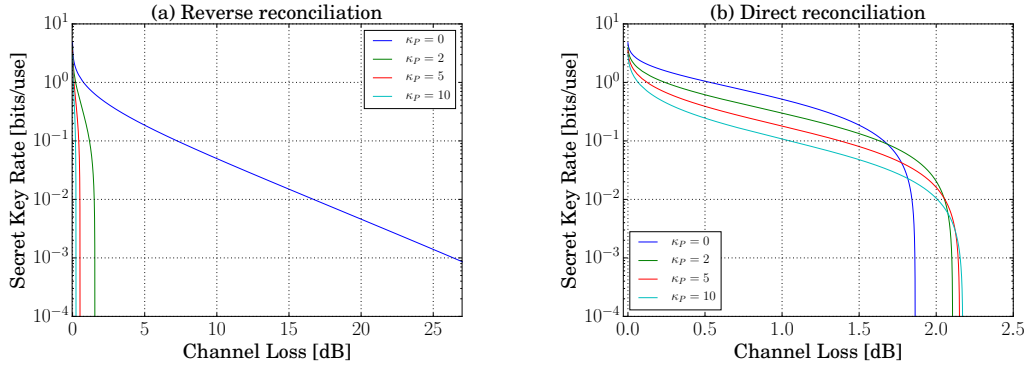 (a) Reverse reconciliation
10^1
10^0
10^{-1}
10^{-2}
10^{-3}
10^{-4}
Secret Key Rate [bits/use]
κ_P = 0
κ_P = 2
κ_P = 5
κ_P = 10
0 5 10 15 20 25
Channel Loss [dB]
(b) Direct reconciliation
10^1
10^0
10^{-1}
10^{-2}
10^{-3}
10^{-4}
Secret Key Rate [bits/use]
κ_P = 0
κ_P = 2
κ_P = 5
κ_P = 10
0.0 0.5 1.0 1.5 2.0 2.5
Channel Loss [dB]